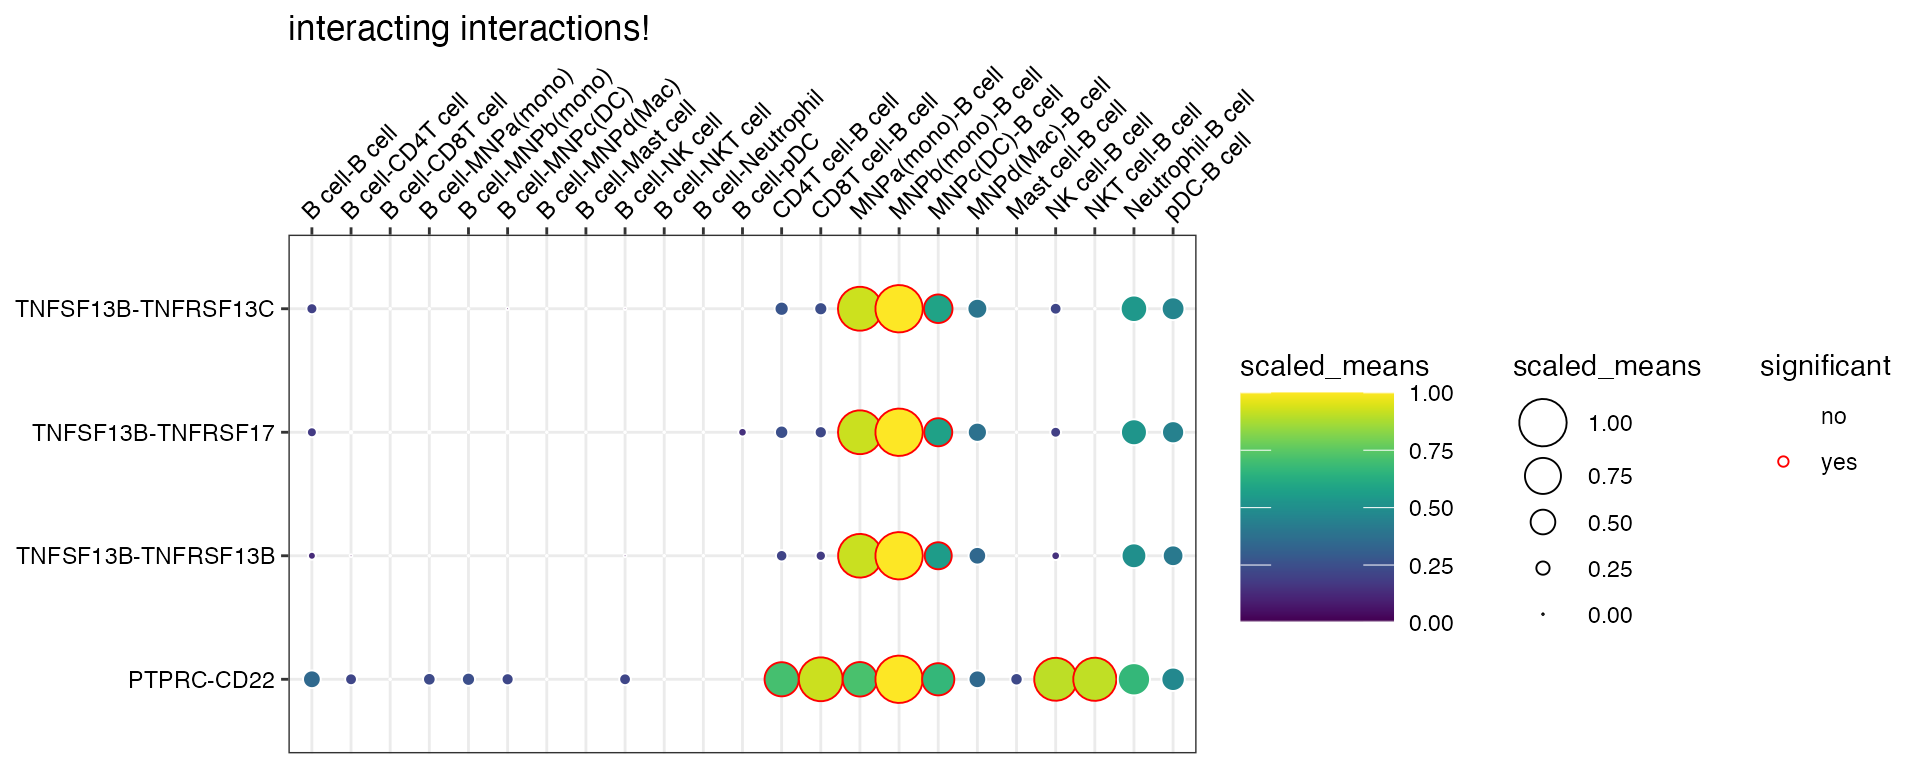 interacting interactions!
B cell-B cell
B cell-CD4T cell
B cell-CD8T cell
B cell-MNPa(mono)
B cell-MNPb(mono)
B cell-MNPc(DC)
B cell-MNPd(Mac)
B cell-Mast cell
B cell-NK cell
B cell-NKT cell
B cell-Neutrophil
B cell-pDC
CD4T cell-B cell
CD8T cell-B cell
MNPa(mono)-B cell
MNPb(mono)-B cell
MNPc(DC)-B cell
MNPd(Mac)-B cell
Mast cell-B cell
NK cell-B cell
NKT cell-B cell
Neutrophil-B cell
pDC-B cell
TNFSF13B-TNFRSF13C
TNFSF13B-TNFRSF17
TNFSF13B-TNFRSF13B
PTPRC-CD22
scaled_means
1.00
0.75
0.50
0.25
0.00
scaled_means
1.00
0.75
0.50
0.25
0.00
significant
no
yes